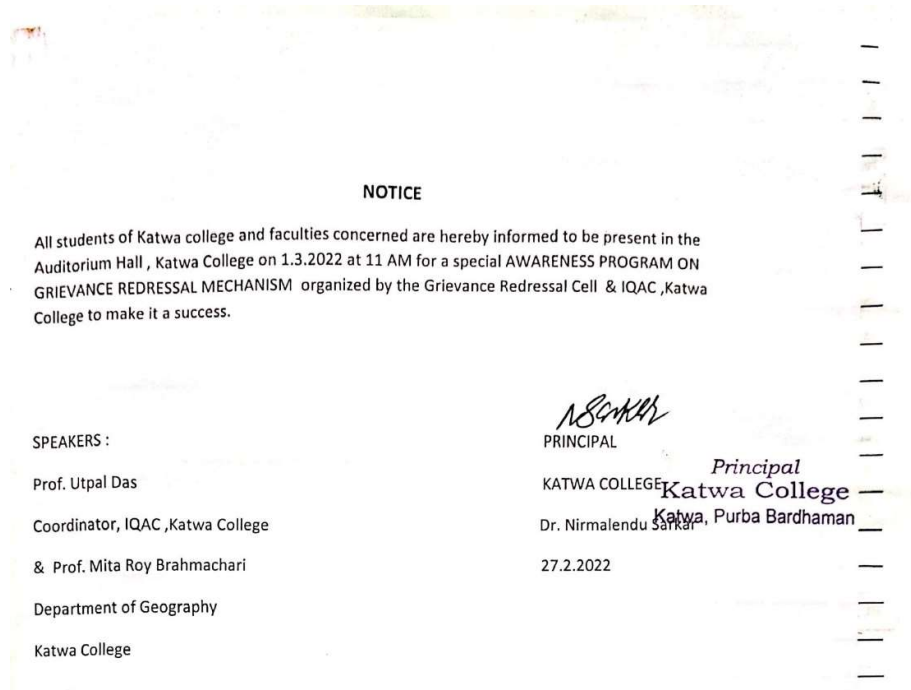 NOTICE
All students of Katwa college and faculties concerned are hereby informed to be present in the
Auditorium Hall , Katwa College on 1.3.2022 at 11 AM for a special AWARENESS PROGRAM ON
GRIEVANCE REDRESSAL MECHANISM organized by the Grievance Redressal Cell & IQAC ,Katwa
College to make it a success.
NSarkar
SPEAKERS :
Prof. Utpal Das
Coordinator, IQAC ,Katwa College
& Prof. Mita Roy Brahmachari
Department of Geography
Katwa College
PRINCIPAL
KATWA COLLEGE
Dr. Nirmalendu Sarkar
27.2.2022
Principal
Katwa College
Katwa, Purba Bardhaman